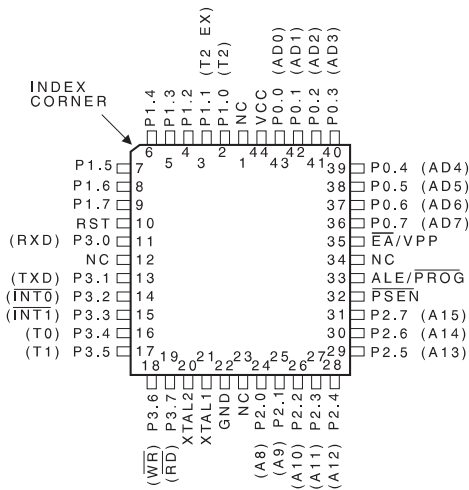 INDEX
CORNER
P1.4
P1.3
P1.2
P1.1 (T2 EX)
P1.0 (T2)
NC
VCC
P0.0 (AD0)
P0.1 (AD1)
P0.2 (AD2)
P0.3 (AD3)
6
5
4
3
2
1
44
43
42
41
40
P1.5 7
P1.6 8
P1.7 9
RST 10
(RXD) P3.0 11
NC 12
(TXD) P3.1 13
(INT0) P3.2 14
(INT1) P3.3 15
(T0) P3.4 16
(T1) P3.5 17
39 P0.4 (AD4)
38 P0.5 (AD5)
37 P0.6 (AD6)
36 P0.7 (AD7)
35 EA/VPP
34 NC
33 ALE/PROG
32 PSEN
31 P2.7 (A15)
30 P2.6 (A14)
29 P2.5 (A13)
18
19
20
21
22
23
24
25
26
27
28
(WR) P3.6
(RD) P3.7
XTAL2
XTAL1
GND
NC
(A8) P2.0
(A9) P2.1
(A10) P2.2
(A11) P2.3
(A12) P2.4